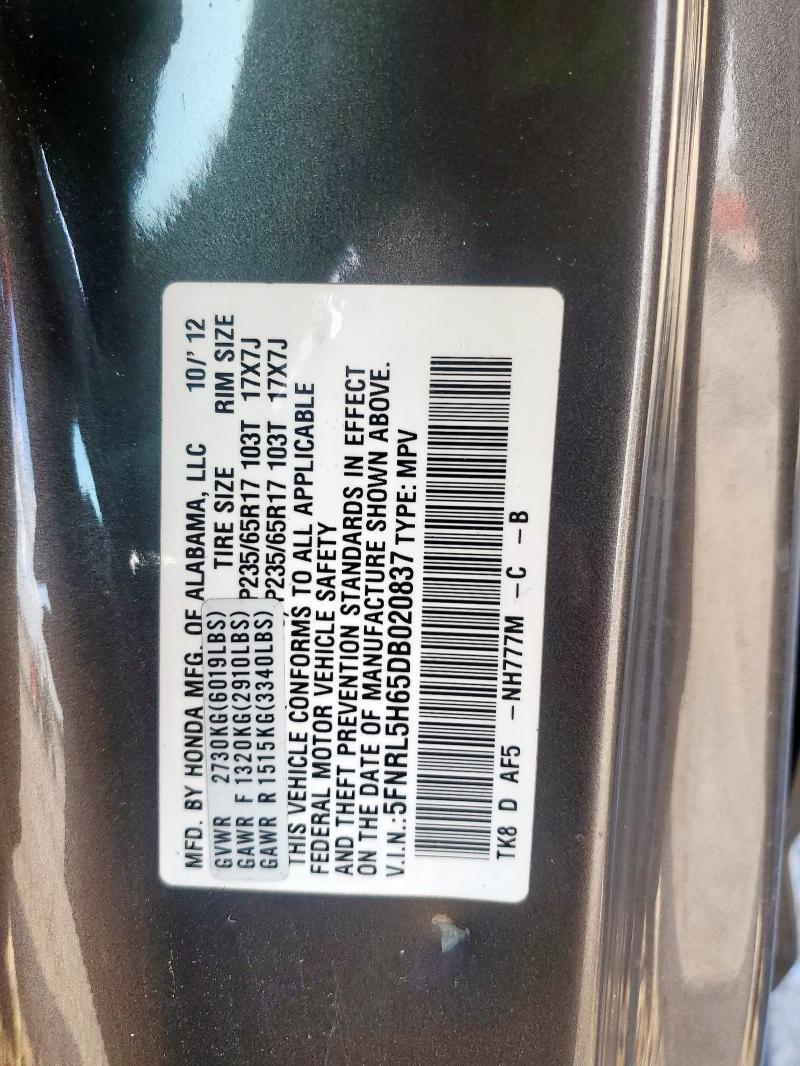 MFD. BY HONDA MFG. OF ALABAMA, LLC 10/' 12
GVWR 2730KG(6019LBS) TIRE SIZE RIM SIZE
GAWR F 1320KG(2910LBS) P235/65R17 103T 17X7J
GAWR R 1515KG(3340LBS) P235/65R17 103T 17X7J
THIS VEHICLE CONFORMS TO ALL APPLICABLE
FEDERAL MOTOR VEHICLE SAFETY
AND THEFT PREVENTION STANDARDS IN EFFECT
ON THE DATE OF MANUFACTURE SHOWN ABOVE.
V.I.N.:5FNRL5H65DB020837 TYPE: MPV
TK8 D AF5 -NH777M -C -B